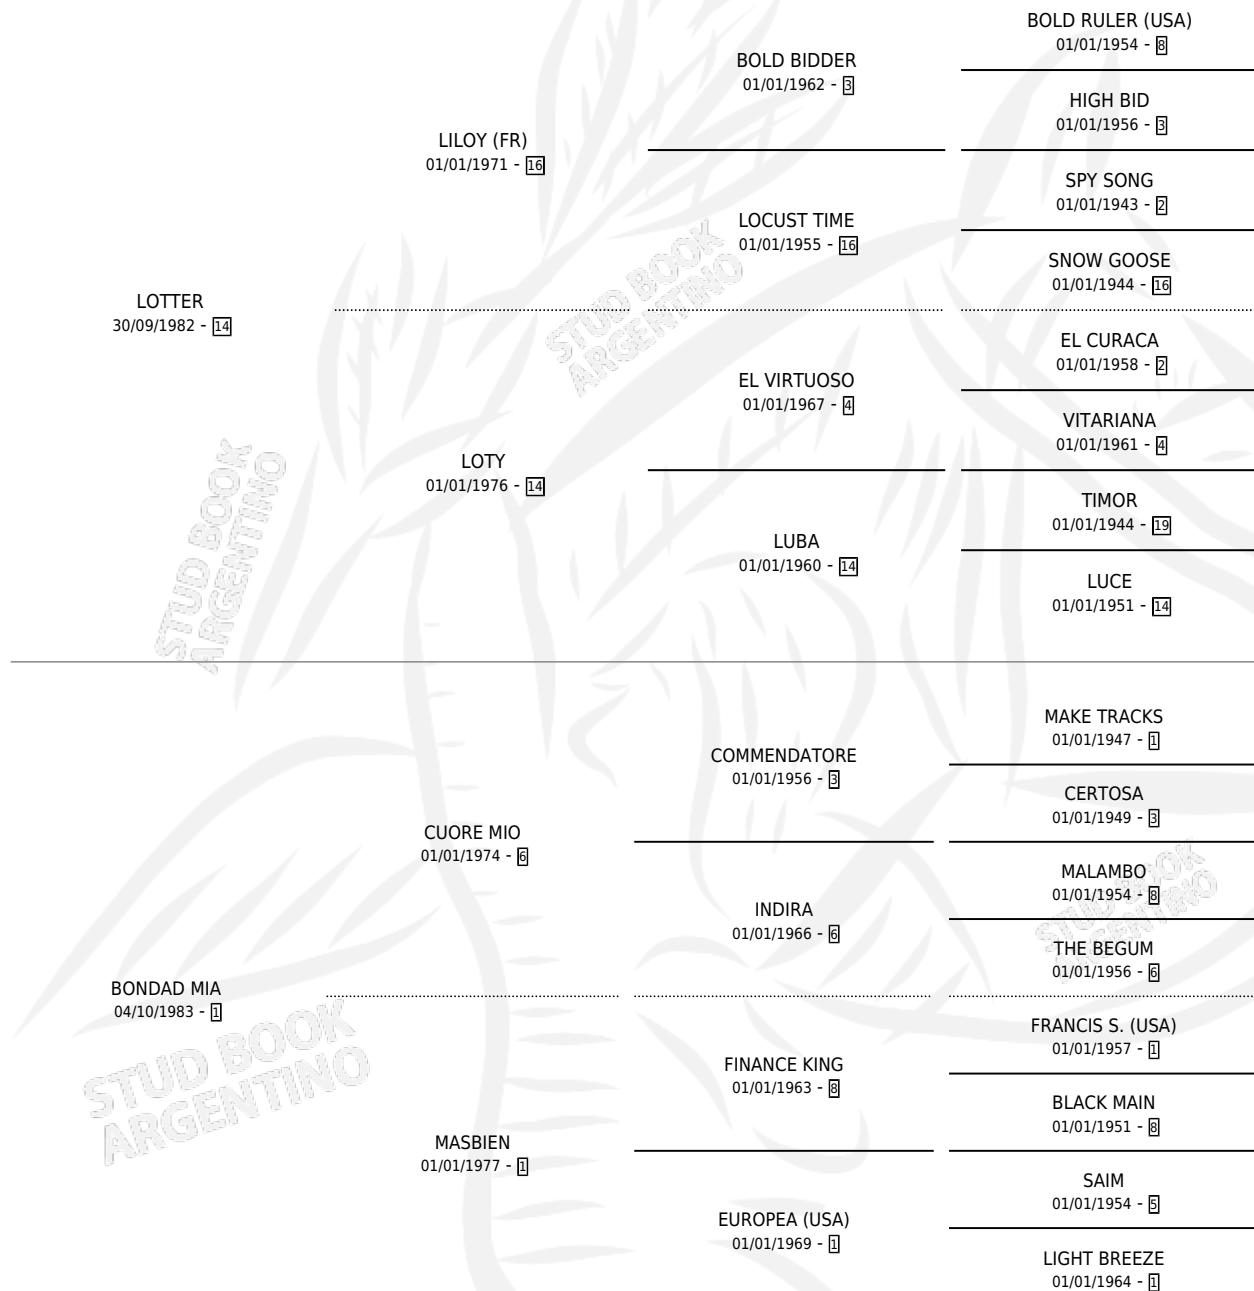 BOLD RULER (USA)
01/01/1954 - 8
BOLD BIDDER
01/01/1962 - 3
HIGH BID
01/01/1956 - 3
LILOY (FR)
01/01/1971 - 16
SPY SONG
01/01/1943 - 2
LOCUST TIME
01/01/1955 - 16
SNOW GOOSE
01/01/1944 - 16
LOTTER
30/09/1982 - 14
STUD BOOK
ARGENTINO
EL CURACA
01/01/1958 - 2
EL VIRTUOSO
01/01/1967 - 4
VITARIANA
01/01/1961 - 4
LOTY
01/01/1976 - 14
TIMOR
01/01/1944 - 19
LUBA
01/01/1960 - 14
LUCE
01/01/1951 - 14
STUD BOOK
ARGENTINO
MAKE TRACKS
01/01/1947 - 1
COMMENDATORE
01/01/1956 - 3
CERTOSA
01/01/1949 - 3
CUORE MIO
01/01/1974 - 6
MALAMBO
01/01/1954 - 8
INDIRA
01/01/1966 - 6
THE BEGUM
01/01/1956 - 6
STUD BOOK
ARGENTINO
BONDAD MIA
04/10/1983 - 1
FRANCIS S. (USA)
01/01/1957 - 1
FINANCE KING
01/01/1963 - 8
BLACK MAIN
01/01/1951 - 8
STUD BOOK
ARGENTINO
MASBIEN
01/01/1977 - 1
SAIM
01/01/1954 - 5
EUROPEA (USA)
01/01/1969 - 1
LIGHT BREEZE
01/01/1964 - 1